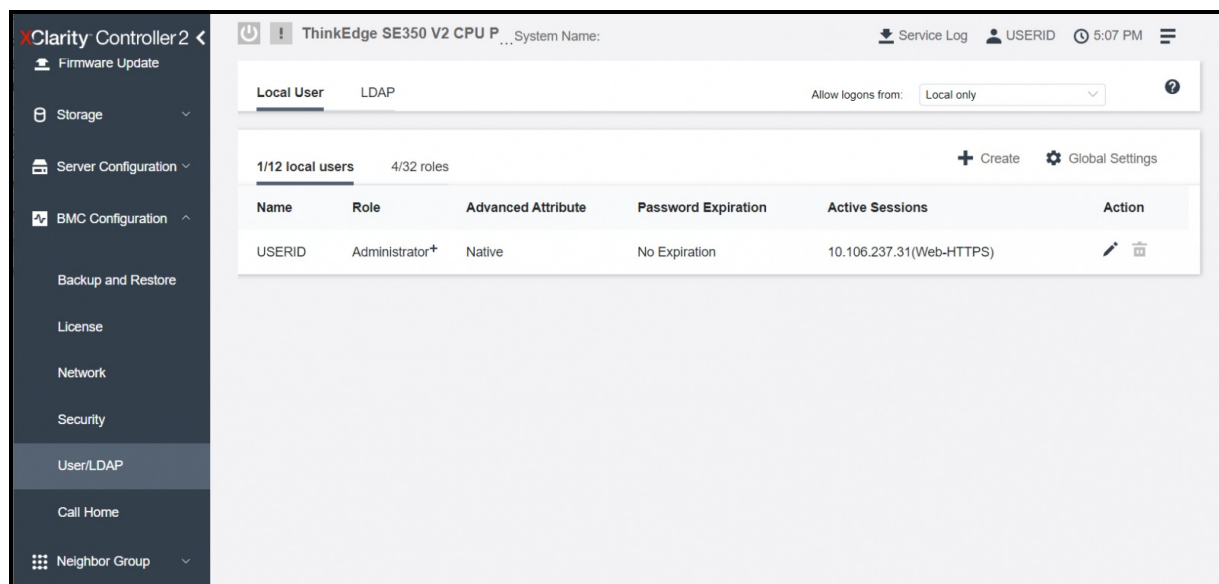 XClarity Controller 2
ThinkEdge SE350 V2 CPU P... System Name:
Service Log USERID 5:07 PM
Firmware Update
Storage
Server Configuration
BMC Configuration
Backup and Restore
License
Network
Security
User/LDAP
Call Home
Neighbor Group
Local User LDAP
Allow logons from: Local only
1/12 local users 4/32 roles
Create Global Settings
Name Role Advanced Attribute Password Expiration Active Sessions Action
USERID Administrator+ Native No Expiration 10.106.237.31(Web-HTTPS)